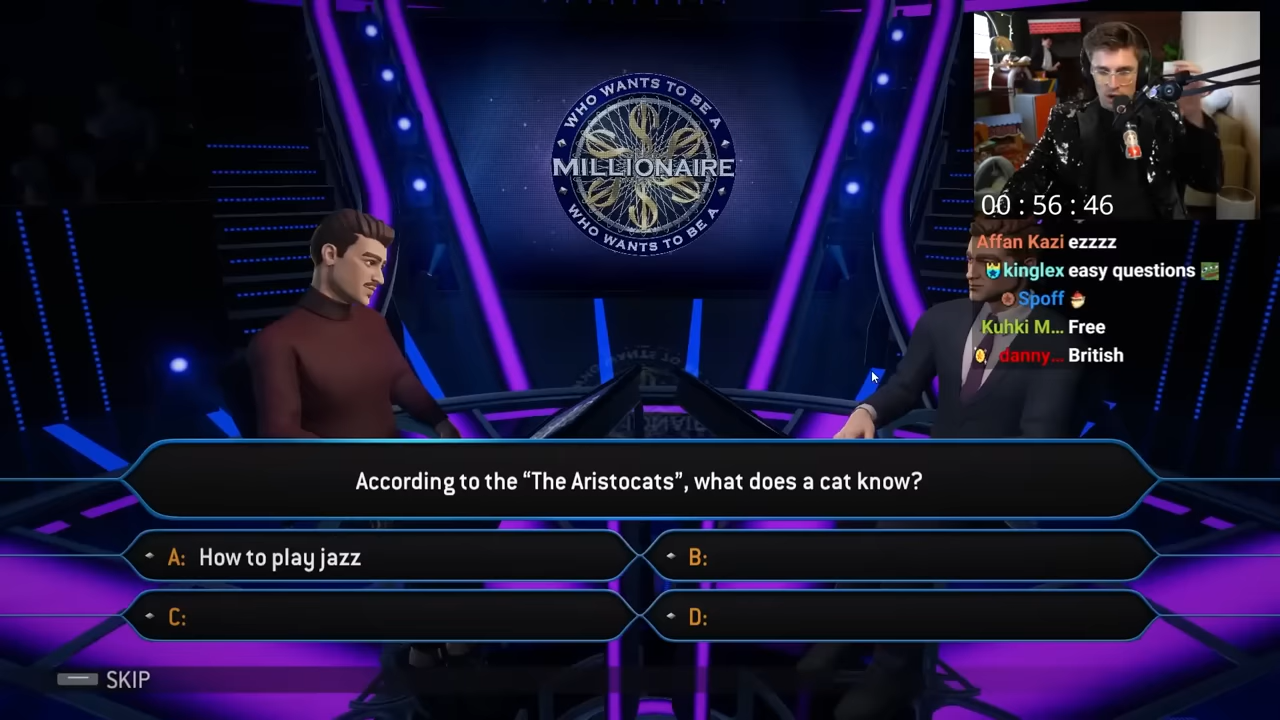 WHO WANTS TO BE A
MILLIONAIRE
WHO WANTS TO BE A
00 : 56 : 46
Affan Kazi ezzzz
kinglex easy questions
Spoff
Kuhki M... Free
danny... British
According to the “The Aristocats”, what does a cat know?
A: How to play jazz
B:
C:
D:
SKIP